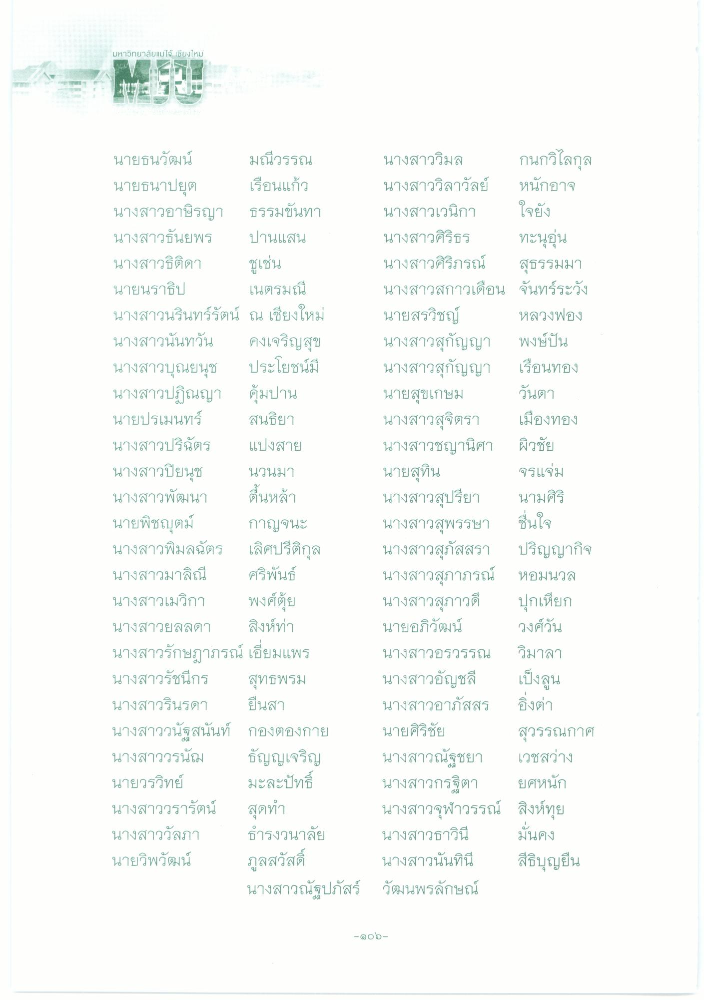 มหาวิทยาลัยแม่โจ้ เชียงใหม่
MJU
นายธนวัฒน์ มณีวรรณ นางสาววิมล กนกวิไลกุล
นายธนาปยุต เรือนแก้ว นางสาววิลาวัลย์ หนักอาจ
นางสาวอาษิรญา ธรรมขันทา นางสาวเวนิกา ใจยัง
นางสาวธันยพร ปานแสน นางสาวศิริธร ทะนุอุ่น
นางสาวธิติดา ชูเช่น นางสาวศิริภรณ์ สุธรรมมา
นายนราธิป เนตรมณี นางสาวสกาวเดือน จันทร์ระวัง
นางสาวนรินทร์รัตน์ ณ เชียงใหม่ นายสรวิชญ์ หลวงฟอง
นางสาวนันทวัน คงเจริญสุข นางสาวสุกัญญา พงษ์ปัน
นางสาวบุณยนุช ประโยชน์มี นางสาวสุกัญญา เรือนทอง
นางสาวปฏิณญา คุ้มปาน นายสุขเกษม วันตา
นายปรเมนทร์ สนธิยา นางสาวสุจิตรา เมืองทอง
นางสาวปริฉัตร แปงสาย นางสาวชญานิศา ผิวชัย
นางสาวปิยนุช นวนมา นายสุทิน จรแจ่ม
นางสาวพัฒนา ตื้นหล้า นางสาวสุปรียา นามศิริ
นายพิชญุตม์ กาญจนะ นางสาวสุพรรษา ชื่นใจ
นางสาวพิมลฉัตร เลิศปรีติกุล นางสาวสุภัสสรา ปริญญากิจ
นางสาวมาลิณี ศริพันธ์ นางสาวสุภาภรณ์ หอมนวล
นางสาวเมวิกา พงศ์ตุ้ย นางสาวสุภาวดี ปุกเหียก
นางสาวยลลดา สิงห์ท่า นายอภิวัฒน์ วงศ์วัน
นางสาวรักษฎาภรณ์ เอี่ยมแพร นางสาวอรวรรณ วิมาลา
นางสาวรัชนีกร สุทธพรม นางสาวอัญชลี เป็งลูน
นางสาวรินรดา ยืนสา นางสาวอาภัสสร อิ่งต่า
นางสาววนัฐสนันท์ กองตองกาย นายศิริชัย สุวรรณกาศ
นางสาววรนัฌ ธัญญเจริญ นางสาวณัฐชยา เวชสว่าง
นายวรวิทย์ มะละปัทธิ์ นางสาวกรฐิตา ยศหนัก
นางสาววรารัตน์ สุดทำ นางสาวจุฬาวรรณ์ สิงห์ทุย
นางสาววัลภา ธำรงวนาลัย นางสาวธาวินี มั่นคง
นายวิพวัฒน์ ภูลสวัสดิ์ นางสาวนันทินี สีธิบุญยืน
นางสาวณัฐปภัสร์ วัฒนพรลักษณ์
-๑๐๖-